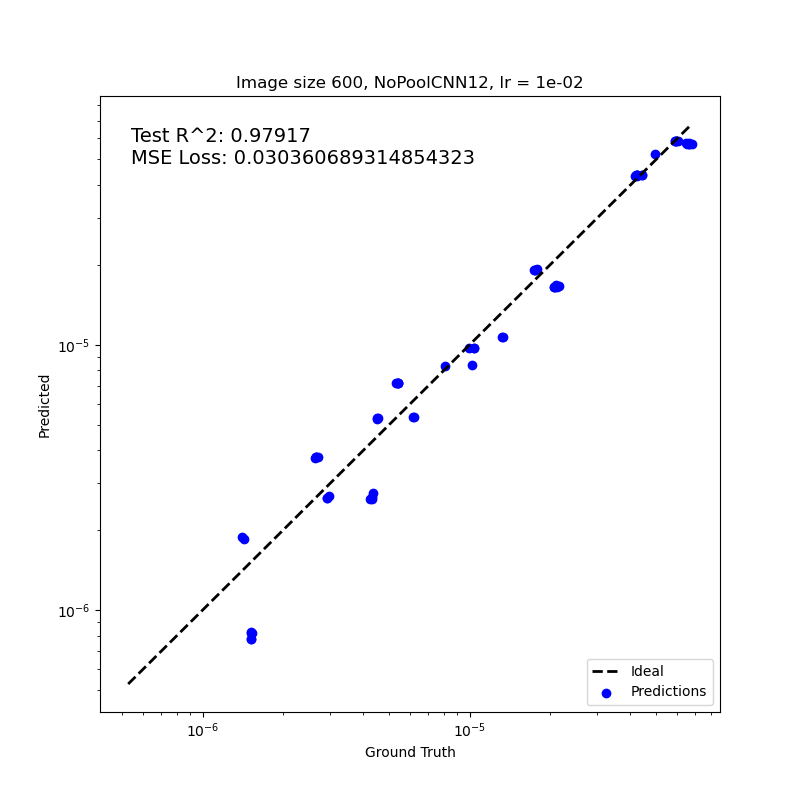 Image size 600, NoPoolCNN12, lr = 1e-02
Test R^2: 0.97917
MSE Loss: 0.030360689314854323
Predicted
10⁻⁵
10⁻⁶
Ideal
Predictions
10⁻⁶
10⁻⁵
Ground Truth